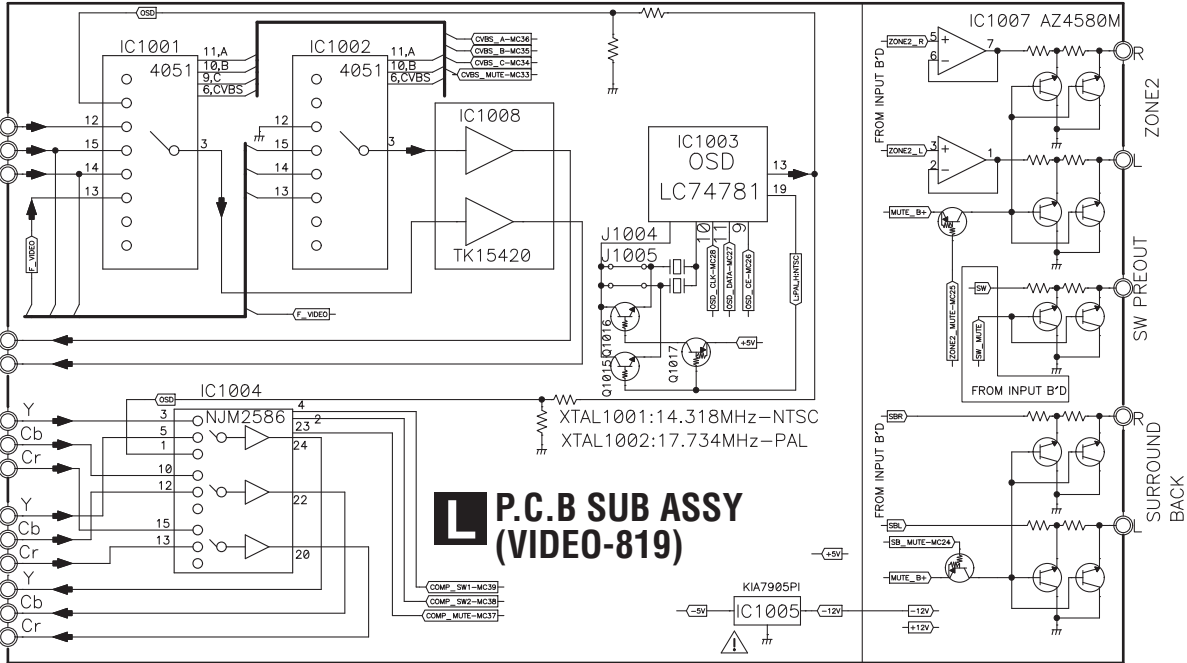 OSD
IC1001
4051
11,A
10,B
9,C
6,CVBS
12
15
14
13
3
F_VIDEO
IC1002
4051
11,A
10,B
6,CVBS
12
15
14
13
3
CVBS_A-MC36
CVBS_B-MC35
CVBS_C-MC34
CVBS_MUTE-MC33
IC1008
TK15420
F_VIDEO
IC1003
OSD
LC74781
13
19
10
11
9
J1004
J1005
OSD_CLK-MC28
OSD_DATA-MC27
OSD_CE-MC26
L:PAL,H:NTSC
Q1016
Q1015
Q1017
+5V
XTAL1001:14.318MHz-NTSC
XTAL1002:17.734MHz-PAL
OSD
IC1004
NJM2586
Y
Cb
Cr
Y
Cb
Cr
Y
Cb
Cr
3
5
1
10
12
15
13
4
2
23
24
22
20
COMP_SW1-MC39
COMP_SW2-MC38
COMP_MUTE-MC37
L P.C.B SUB ASSY
(VIDEO-819)
+5V
KIA7905PI
-5V
IC1005
-12V
-12V
+12V
IC1007 AZ4580M
FROM INPUT B'D
ZONE2_R
5
6
7
+
-
R
ZONE2_L
3
2
1
+
-
L
ZONE2
MUTE_B+
ZONE2_MUTE-MC25
SW
SW_MUTE
FROM INPUT B'D
SW PREOUT
FROM INPUT B'D
SBR
R
SBL
L
SB_MUTE-MC24
MUTE_B+
SURROUND
BACK